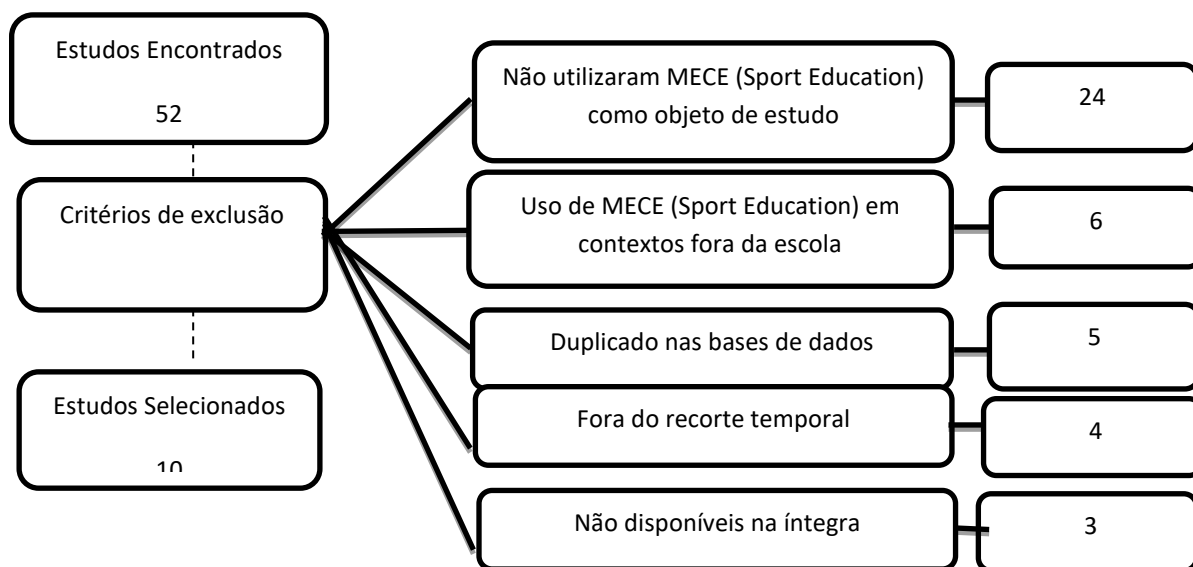 Estudos Encontrados
52
Critérios de exclusão
Estudos Selecionados
10
Não utilizaram MECE (Sport Education)
como objeto de estudo
24
Uso de MECE (Sport Education) em
contextos fora da escola
6
Duplicado nas bases de dados
5
Fora do recorte temporal
4
Não disponíveis na íntegra
3